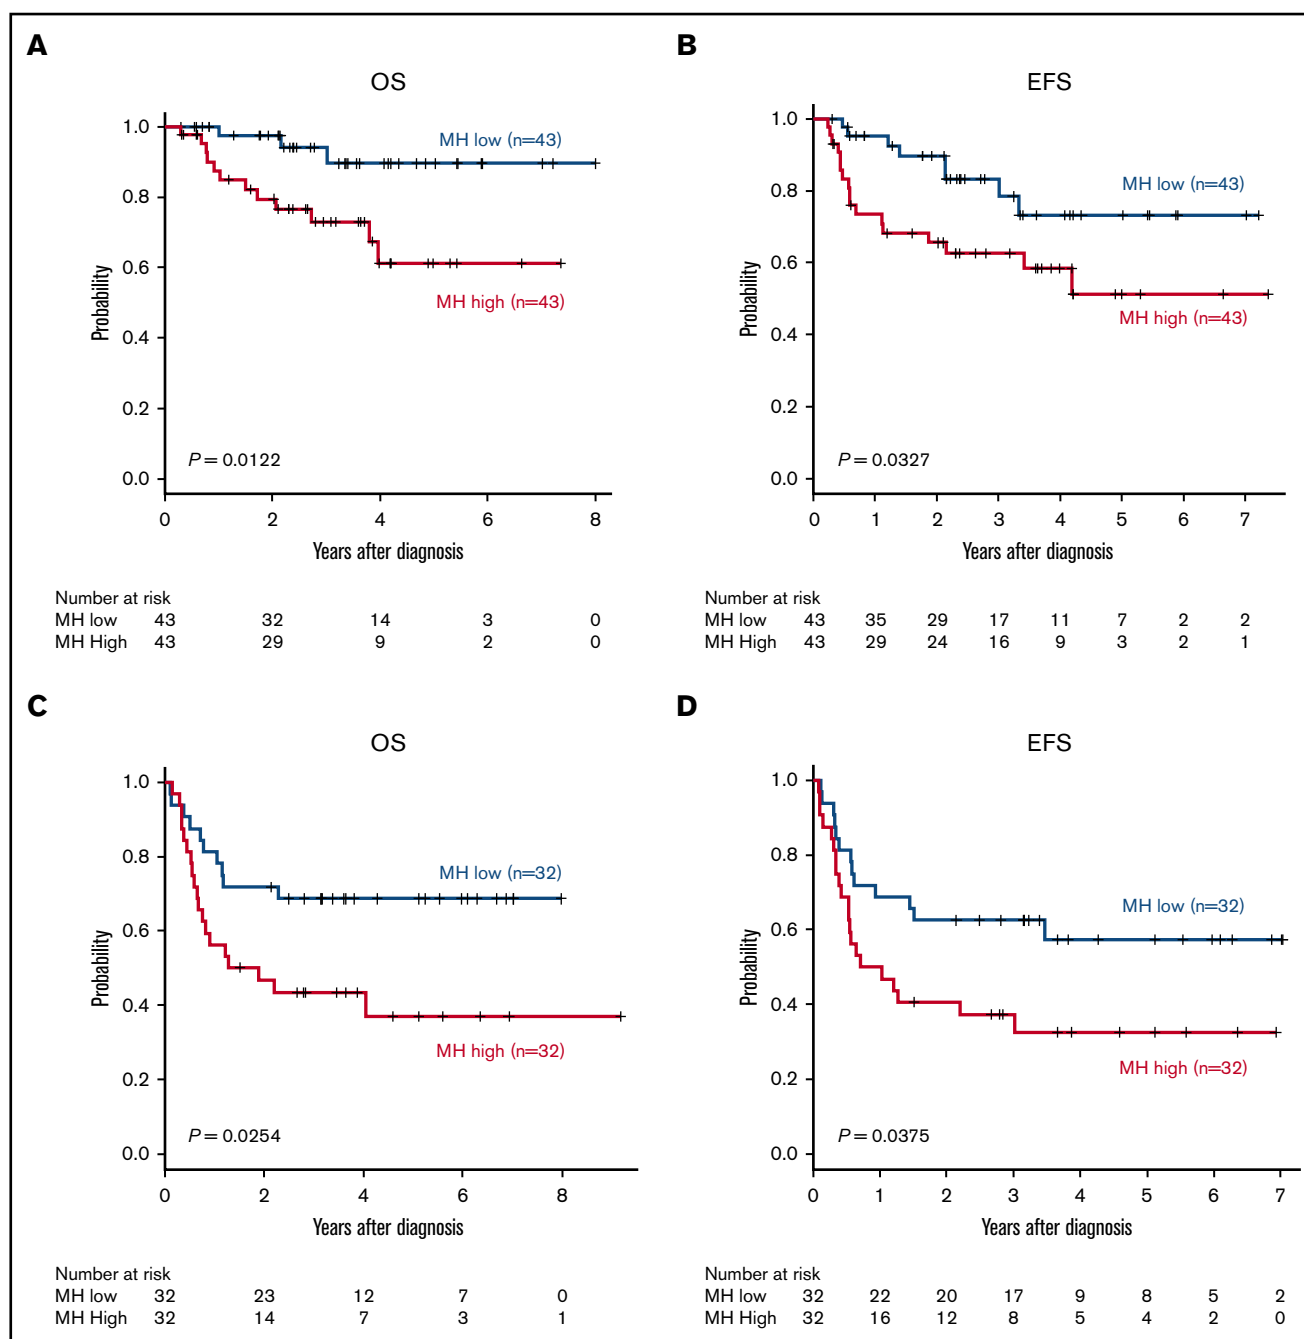 A
OS
1.0
0.8
0.6
0.4
0.2
0.0
Probability
MH low (n=43)
MH high (n=43)
P = 0.0122
0 2 4 6 8
Years after diagnosis
Number at risk
MH low 43 32 14 3 0
MH High 43 29 9 2 0
B
EFS
1.0
0.8
0.6
0.4
0.2
0.0
Probability
MH low (n=43)
MH high (n=43)
P = 0.0327
0 1 2 3 4 5 6 7
Years after diagnosis
Number at risk
MH low 43 35 29 17 11 7 2 2
MH High 43 29 24 16 9 3 2 1
C
OS
1.0
0.8
0.6
0.4
0.2
0.0
Probability
MH low (n=32)
MH high (n=32)
P = 0.0254
0 2 4 6 8
Years after diagnosis
Number at risk
MH low 32 23 12 7 0
MH High 32 14 7 3 1
D
EFS
1.0
0.8
0.6
0.4
0.2
0.0
Probability
MH low (n=32)
MH high (n=32)
P = 0.0375
0 1 2 3 4 5 6 7
Years after diagnosis
Number at risk
MH low 32 22 20 17 9 8 5 2
MH High 32 16 12 8 5 4 2 0